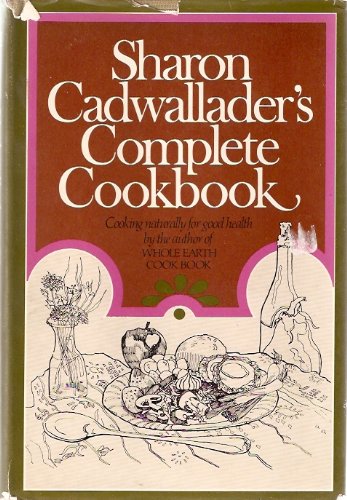 Sharon
Cadwallader's
Complete
Cookbook
Cooking naturally for good health
by the author of
WHOLE EARTH
COOK BOOK